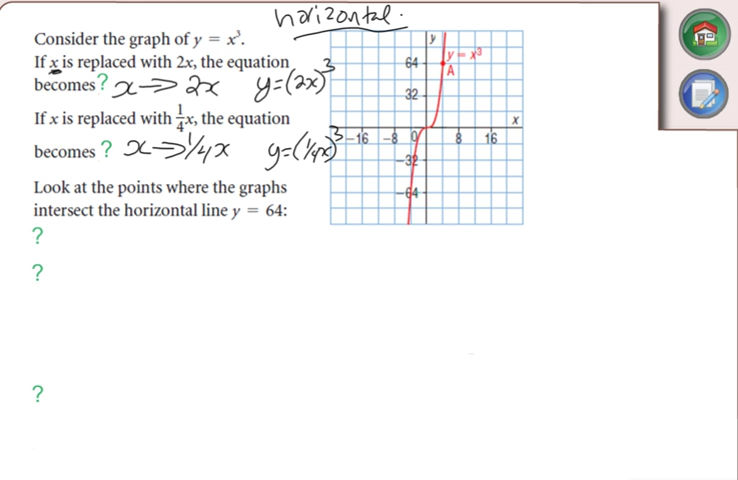 horizontal.
Consider the graph of y = x³.
If x is replaced with 2x, the equation
becomes? x → 2x y=(2x)³
If x is replaced with 1/4x, the equation
becomes ? x → 1/4x y=(1/4x)³
Look at the points where the graphs
intersect the horizontal line y = 64:
?
?
?
y
y = x³
64
A
32
x
-16 -8 0 8 16
-32
-64